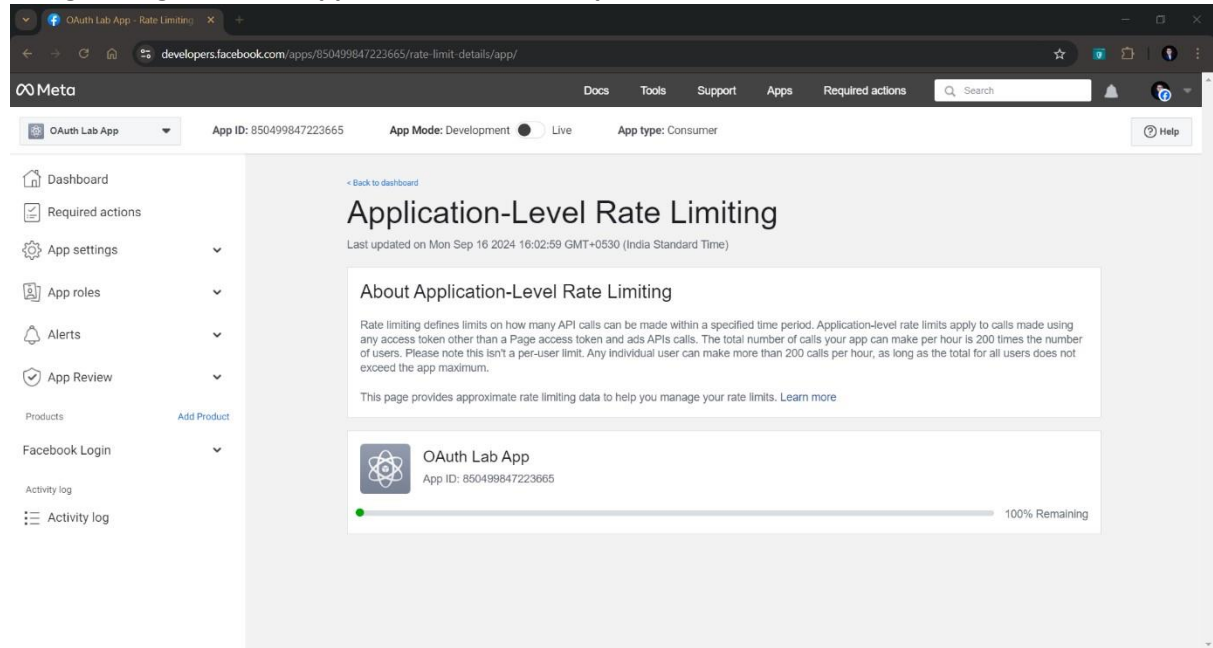 OAuth Lab App - Rate Limiting
developers.facebook.com/apps/850499847223665/rate-limit-details/app/
Meta
Docs Tools Support Apps Required actions Search
OAuth Lab App App ID: 850499847223665 App Mode: Development Live App type: Consumer Help
Dashboard
Required actions
App settings
App roles
Alerts
App Review
Products Add Product
Facebook Login
Activity log
Activity log
< Back to dashboard
Application-Level Rate Limiting
Last updated on Mon Sep 16 2024 16:02:59 GMT+0530 (India Standard Time)
About Application-Level Rate Limiting
Rate limiting defines limits on how many API calls can be made within a specified time period. Application-level rate limits apply to calls made using
any access token other than a Page access token and ads APIs calls. The total number of calls your app can make per hour is 200 times the number
of users. Please note this isn't a per-user limit. Any individual user can make more than 200 calls per hour, as long as the total for all users does not
exceed the app maximum.
This page provides approximate rate limiting data to help you manage your rate limits. Learn more
OAuth Lab App
App ID: 850499847223665
100% Remaining